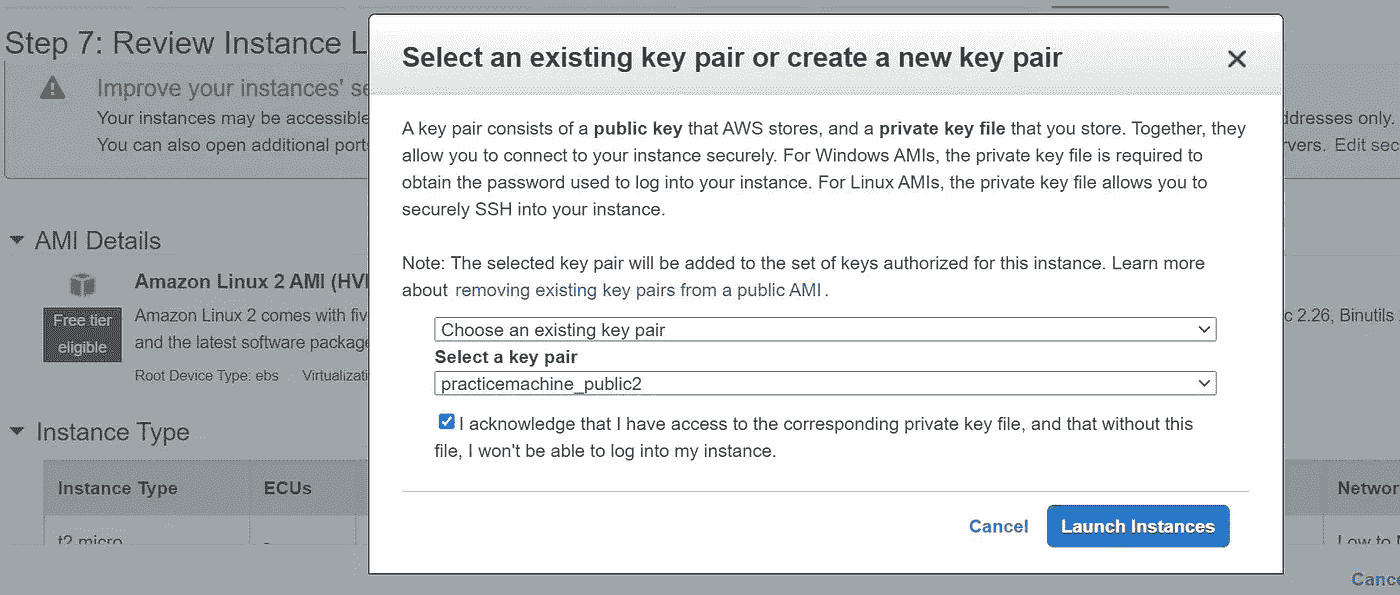 Step 7: Review Instance L
Improve your instances' se
Your instances may be accessible
You can also open additional port
ddresses only.
rvers. Edit sec
AMI Details
Amazon Linux 2 AMI (HV
Free tier
eligible
Amazon Linux 2 comes with five
and the latest software package
Root Device Type: ebs Virtualizati
c 2.26, Binutils
Instance Type
Instance Type ECUs
Networ
t2.micro -
Low to
Cance
Select an existing key pair or create a new key pair
A key pair consists of a public key that AWS stores, and a private key file that you store. Together, they
allow you to connect to your instance securely. For Windows AMIs, the private key file is required to
obtain the password used to log into your instance. For Linux AMIs, the private key file allows you to
securely SSH into your instance.
Note: The selected key pair will be added to the set of keys authorized for this instance. Learn more
about removing existing key pairs from a public AMI .
Choose an existing key pair
Select a key pair
practicemachine_public2
I acknowledge that I have access to the corresponding private key file, and that without this
file, I won't be able to log into my instance.
Cancel Launch Instances